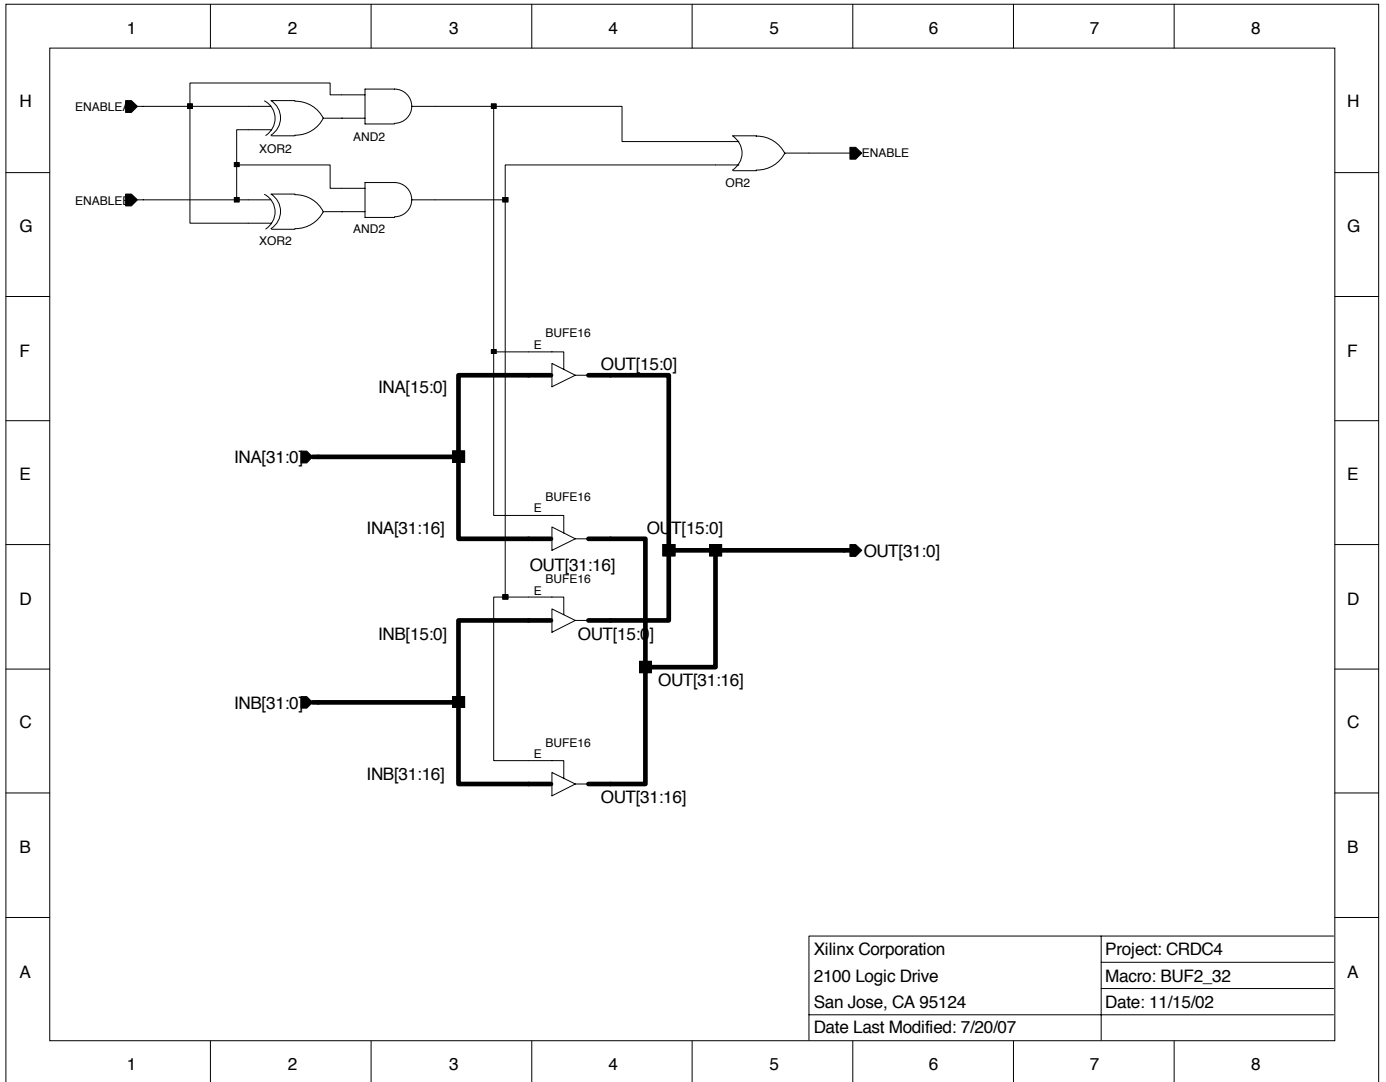 1 2 3 4 5 6 7 8
H H
ENABLEA
XOR2
AND2
OR2
ENABLE
G G
ENABLEB
XOR2
AND2
F F
BUFE16
E
OUT[15:0]
INA[15:0]
E E
INA[31:0]
BUFE16
E
INA[31:16]
OUT[15:0]
OUT[31:0]
OUT[31:16]
D D
BUFE16
E
INB[15:0]
OUT[15:0]
OUT[31:16]
C C
INB[31:0]
BUFE16
E
INB[31:16]
OUT[31:16]
B B
A A
Xilinx Corporation
Project: CRDC4
2100 Logic Drive
Macro: BUF2_32
San Jose, CA 95124
Date: 11/15/02
Date Last Modified: 7/20/07
1 2 3 4 5 6 7 8